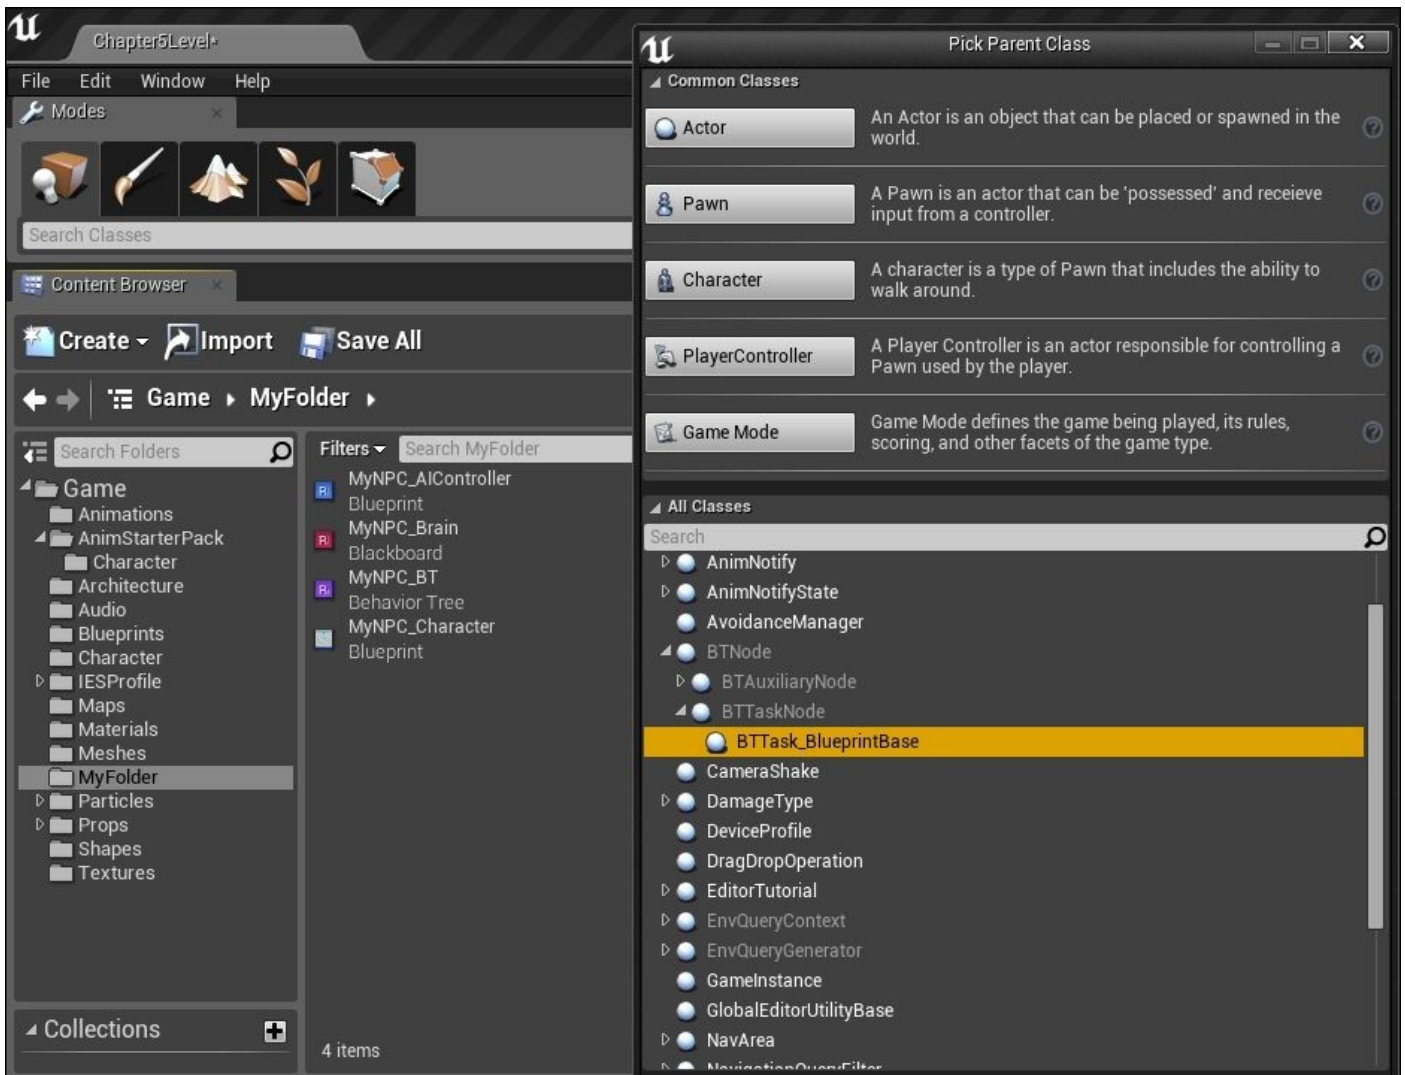 Chapter5Level*
File Edit Window Help
Modes
Search Classes
Content Browser
Create Import Save All
Game MyFolder
Search Folders
Game
Animations
AnimStarterPack
Character
Architecture
Audio
Blueprints
Character
IESProfile
Maps
Materials
Meshes
MyFolder
Particles
Props
Shapes
Textures
Collections
Filters Search MyFolder
MyNPC_AIController
Blueprint
MyNPC_Brain
Blackboard
MyNPC_BT
Behavior Tree
MyNPC_Character
Blueprint
4 items
Pick Parent Class
Common Classes
Actor
An Actor is an object that can be placed or spawned in the
world.
Pawn
A Pawn is an actor that can be 'possessed' and receieve
input from a controller.
Character
A character is a type of Pawn that includes the ability to
walk around.
PlayerController
A Player Controller is an actor responsible for controlling a
Pawn used by the player.
Game Mode
Game Mode defines the game being played, its rules,
scoring, and other facets of the game type.
All Classes
Search
AnimNotify
AnimNotifyState
AvoidanceManager
BTNode
BTAuxiliaryNode
BTTaskNode
BTTask_BlueprintBase
CameraShake
DamageType
DeviceProfile
DragDropOperation
EditorTutorial
EnvQueryContext
EnvQueryGenerator
GameInstance
GlobalEditorUtilityBase
NavArea
NavigationQueryFilter